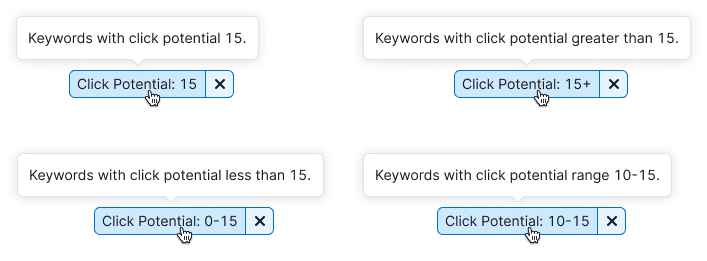 Keywords with click potential 15.
Click Potential: 15
Keywords with click potential greater than 15.
Click Potential: 15+
Keywords with click potential less than 15.
Click Potential: 0-15
Keywords with click potential range 10-15.
Click Potential: 10-15